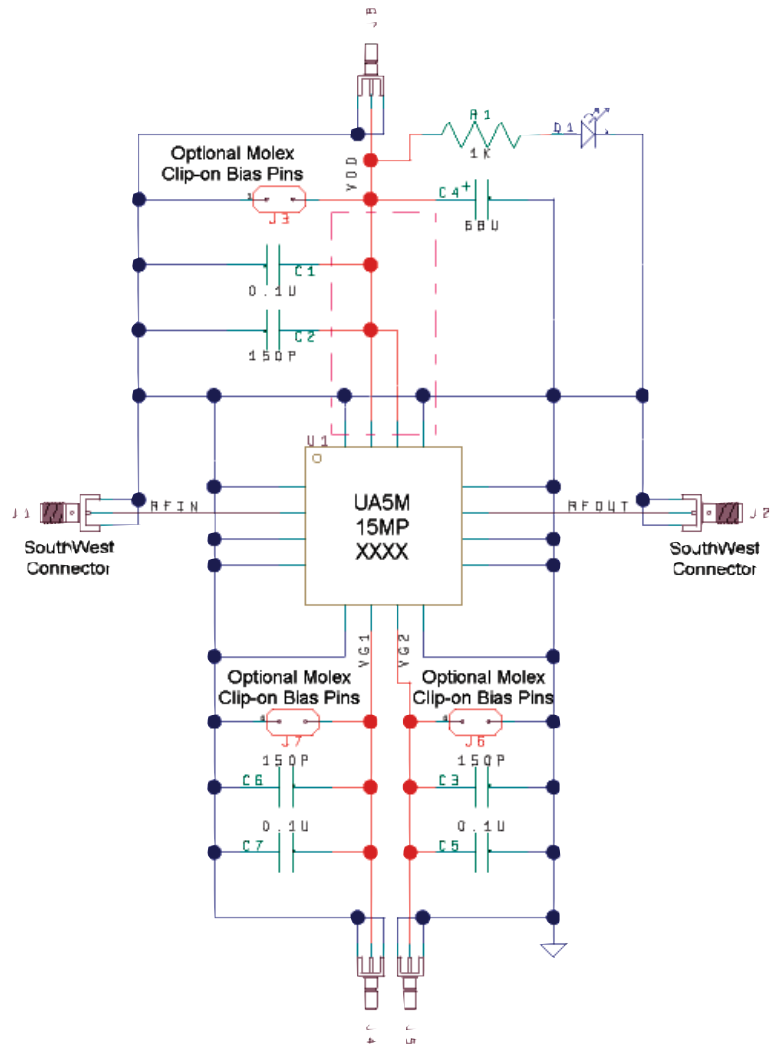 R1
D1
1K
Optional Molex
Clip-on Bias Pins
VDD
J3
C4
+
68U
C1
0.1U
C2
150P
U1
J1
RFIN
UA5M
15MP
XXXX
RFOUT
J2
SouthWest
Connector
SouthWest
Connector
VG1
VG2
Optional Molex
Clip-on Bias Pins
Optional Molex
Clip-on Bias Pins
J7
J6
150P
150P
C6
C3
0.1U
0.1U
C7
C5